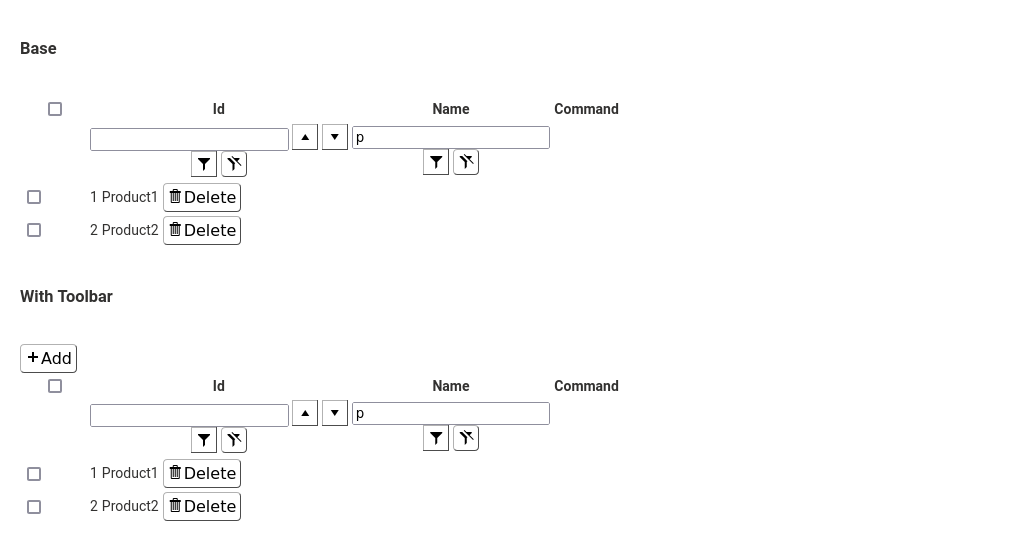 Base
Id Name Command
p
1 Product1 Delete
2 Product2 Delete
With Toolbar
+Add
Id Name Command
p
1 Product1 Delete
2 Product2 Delete